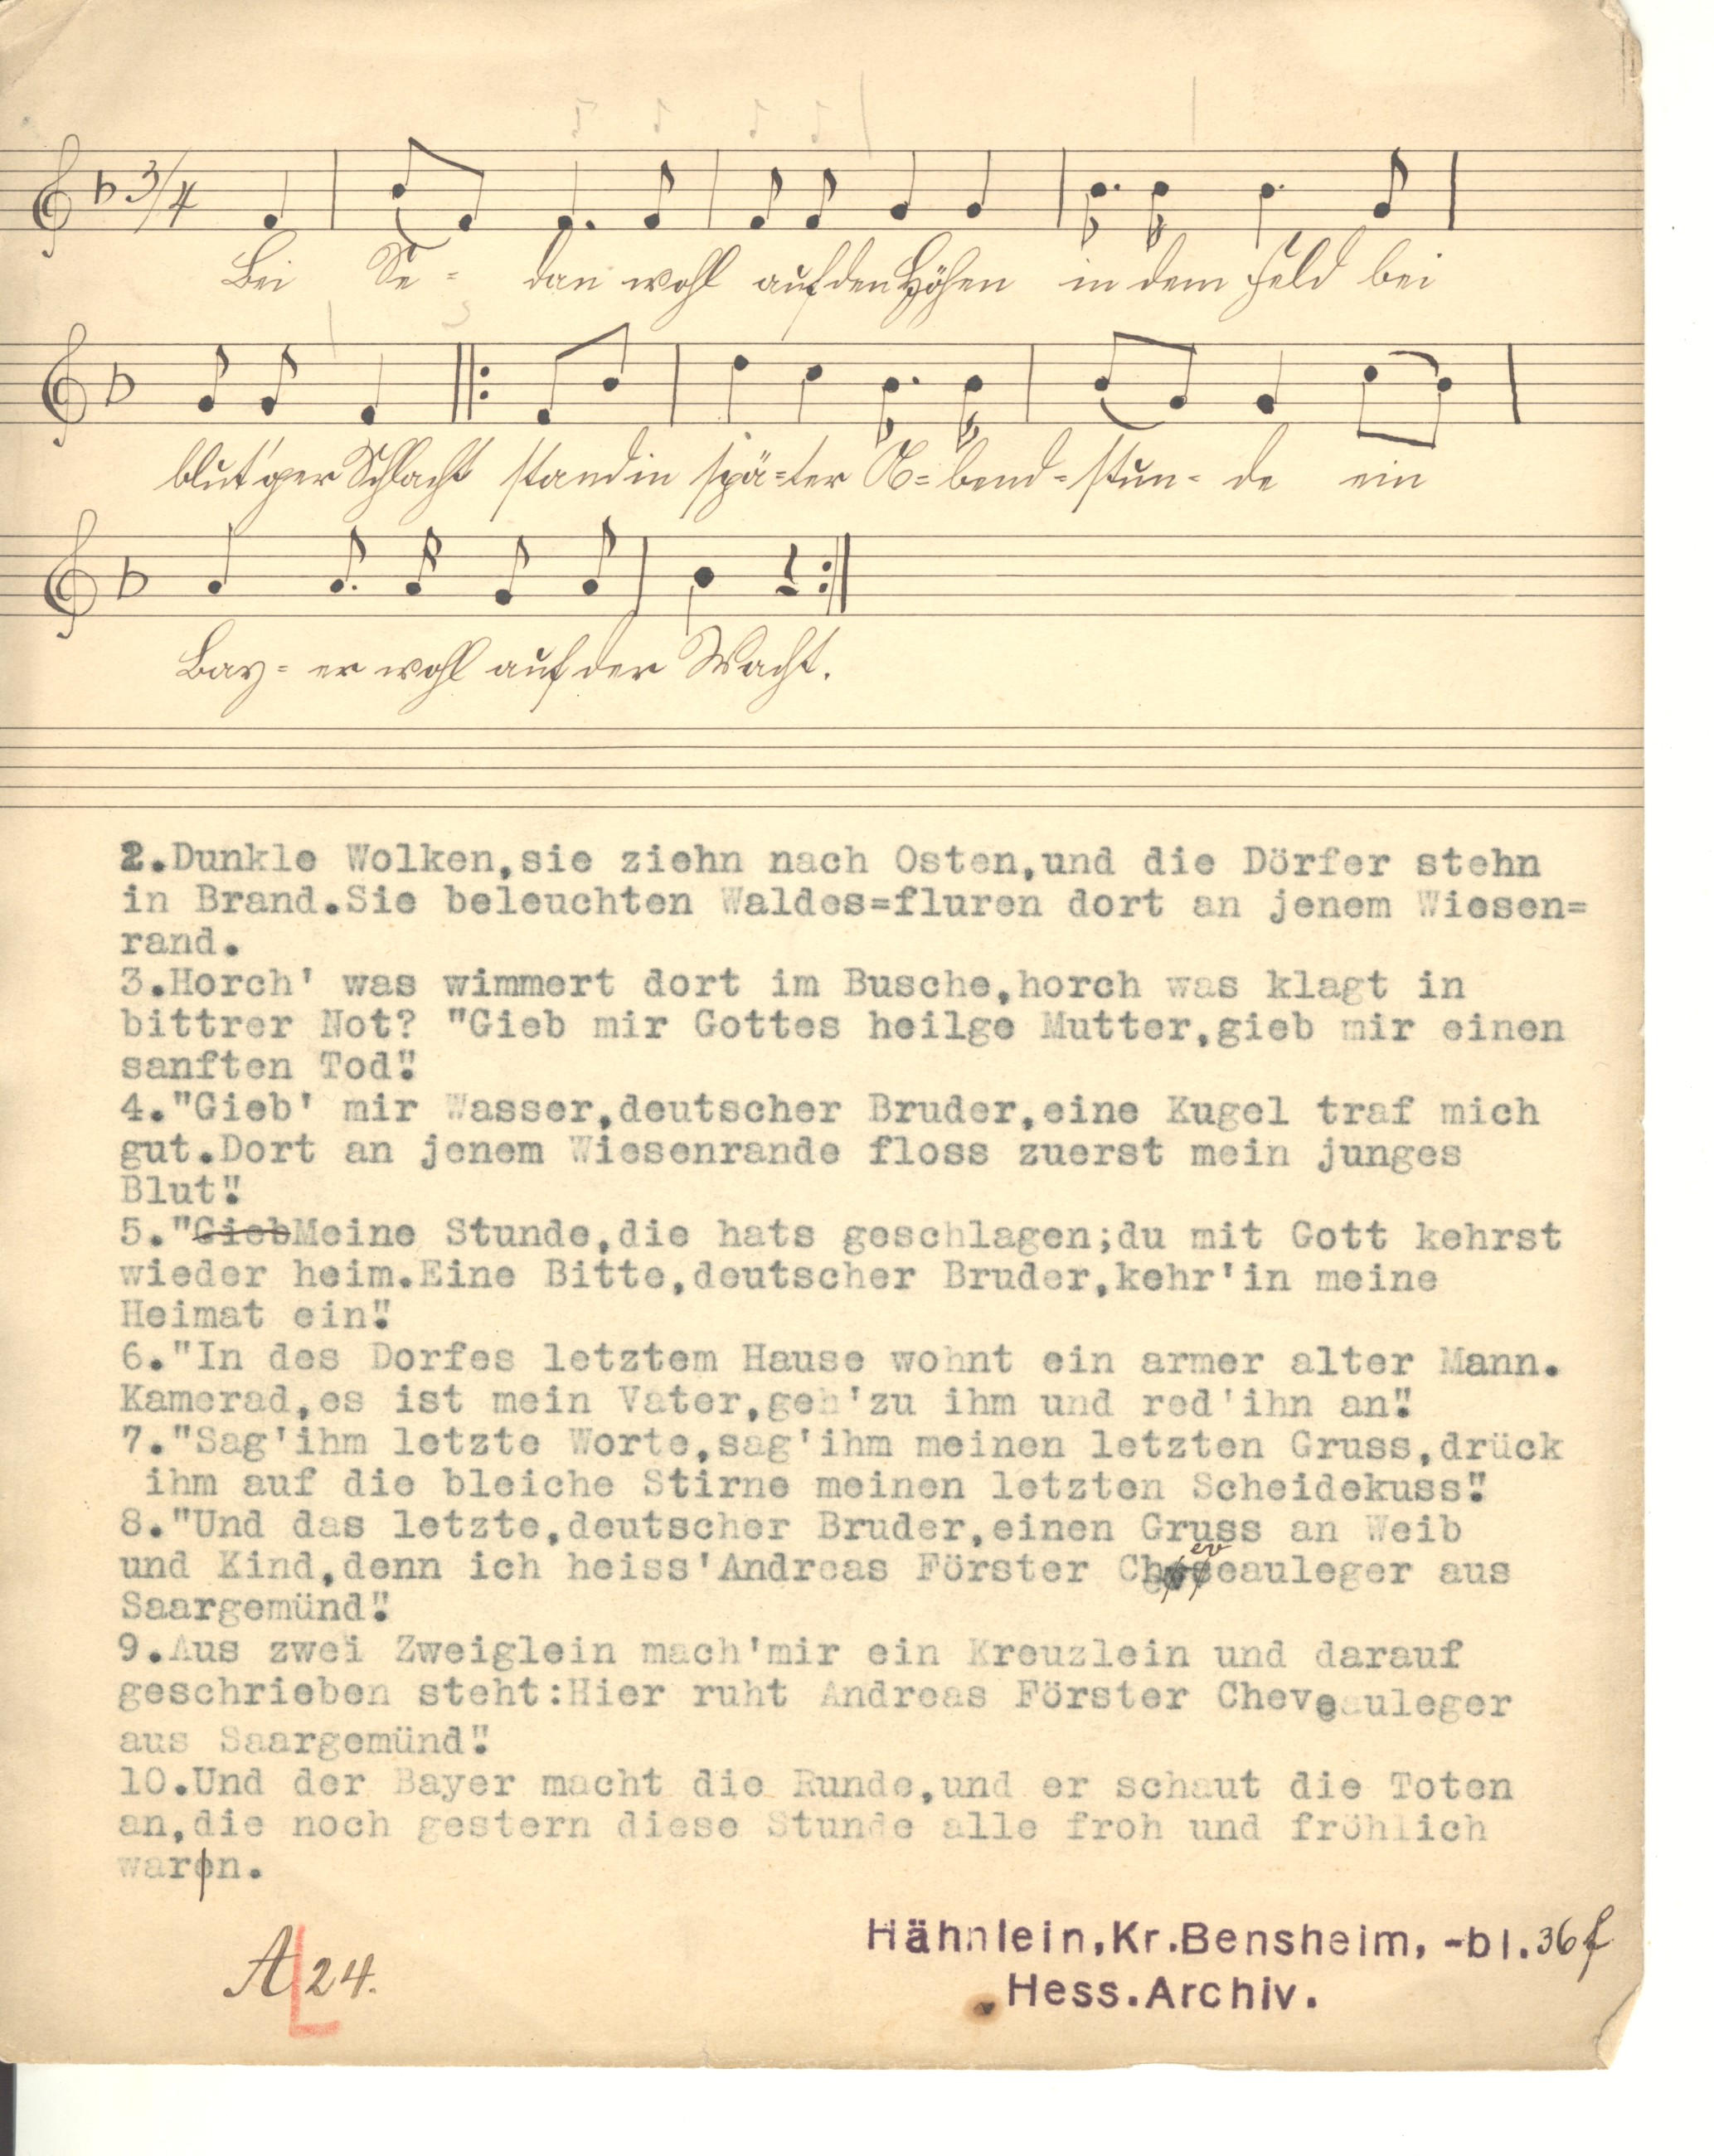 3/4
Bei Se- dan wohl auf den Höhen in dem Feld bei
blut'ger Schlacht stand in spä=ter A=bend=stun- de ein
Bay= er wohl auf der Wacht.
2.Dunkle Wolken,sie ziehn nach Osten,und die Dörfer stehn
in Brand.Sie beleuchten Waldes=fluren dort an jenem Wiesen=
rand.
3.Horch' was wimmert dort im Busche,horch was klagt in
bittrer Not? "Gieb mir Gottes heilge Mutter,gieb mir einen
sanften Tod".
4."Gieb' mir Wasser,deutscher Bruder,eine Kugel traf mich
gut.Dort an jenem Wiesenrande floss zuerst mein junges
Blut".
5."GiebMeine Stunde,die hats geschlagen;du mit Gott kehrst
wieder heim.Eine Bitte,deutscher Bruder,kehr'in meine
Heimat ein".
6."In des Dorfes letztem Hause wohnt ein armer alter Mann.
Kamerad,es ist mein Vater,geh'zu ihm und red'ihn an".
7."Sag'ihm letzte Worte,sag'ihm meinen letzten Gruss,drück
ihm auf die bleiche Stirne meinen letzten Scheidekuss".
8."Und das letzte,deutscher Bruder,einen Gruss an Weib
und Kind,denn ich heiss'Andreas Förster Cheveauleger aus
Saargemünd".
9.Aus zwei Zweiglein mach'mir ein Kreuzlein und darauf
geschrieben steht:Hier ruht Andreas Förster Cheveauleger
aus Saargemünd".
10.Und der Bayer macht die Runde,und er schaut die Toten
an,die noch gestern diese Stunde alle froh und fröhlich
waren.
A 24.
Hähnlein,Kr.Bensheim, -bl. 36 f
Hess.Archiv.